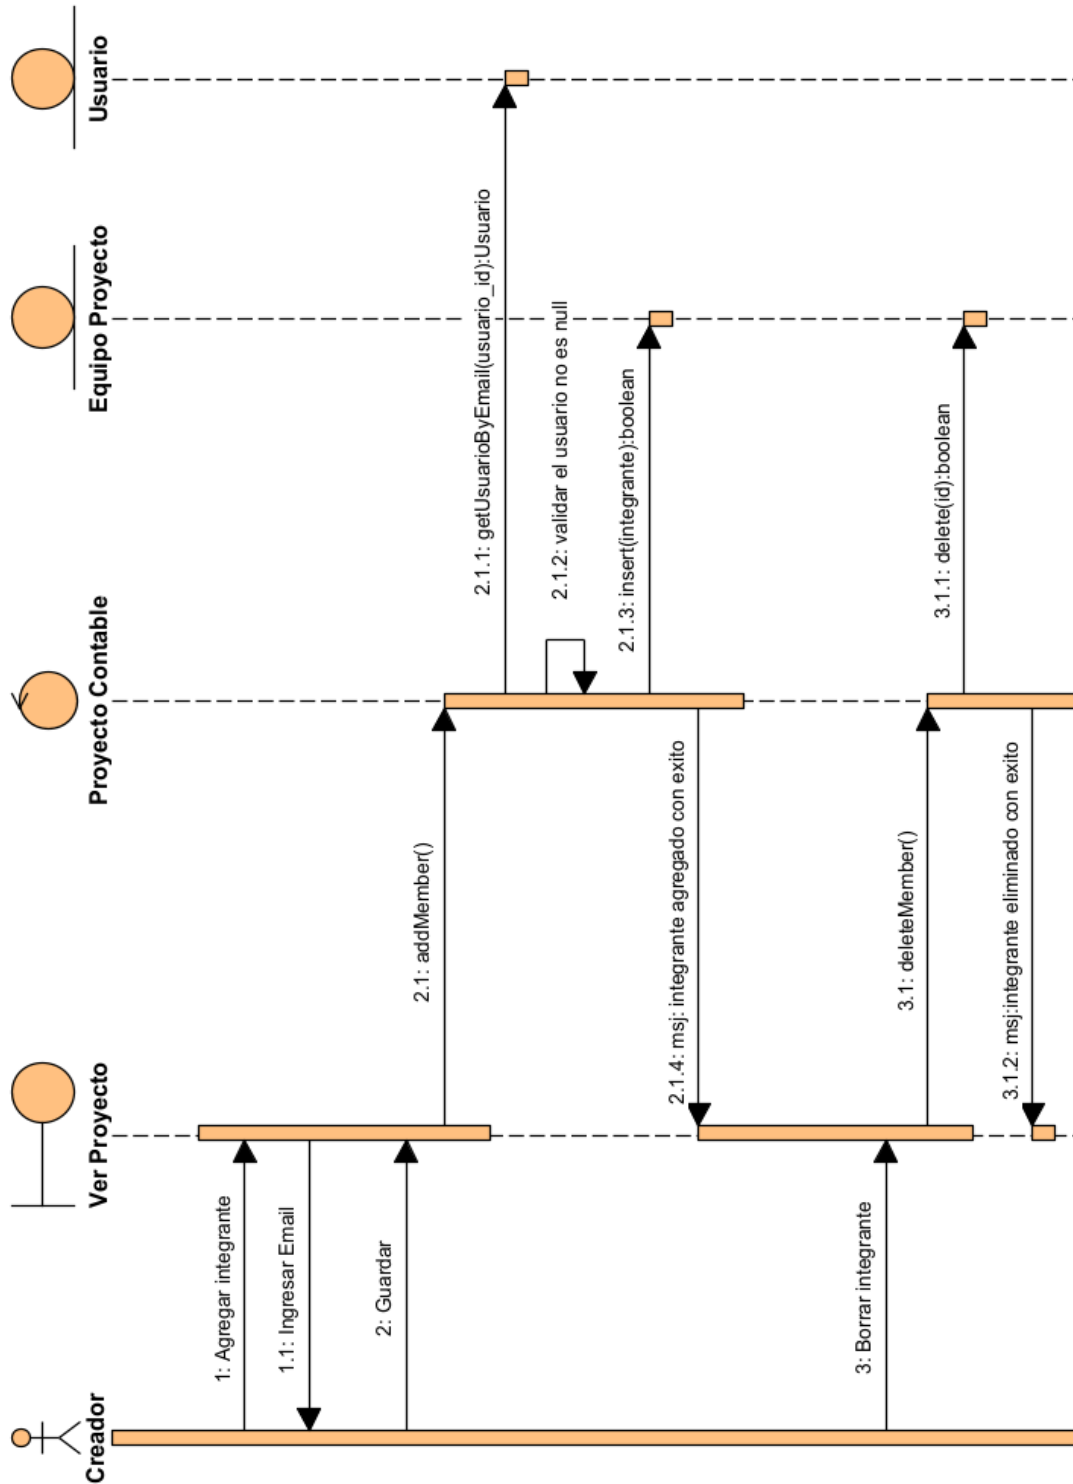 Creador
Ver Proyecto
Proyecto Contable
Equipo Proyecto
Usuario
1: Agregar integrante
1.1: Ingresar Email
2: Guardar
2.1: addMember()
2.1.1: getUsuarioByEmail(usuario_id):Usuario
2.1.2: validar el usuario no es null
2.1.3: insert(integrante):boolean
2.1.4: msj: integrante agregado con exito
3: Borrar integrante
3.1: deleteMember()
3.1.1: delete(id):boolean
3.1.2: msj:integrante eliminado con exito